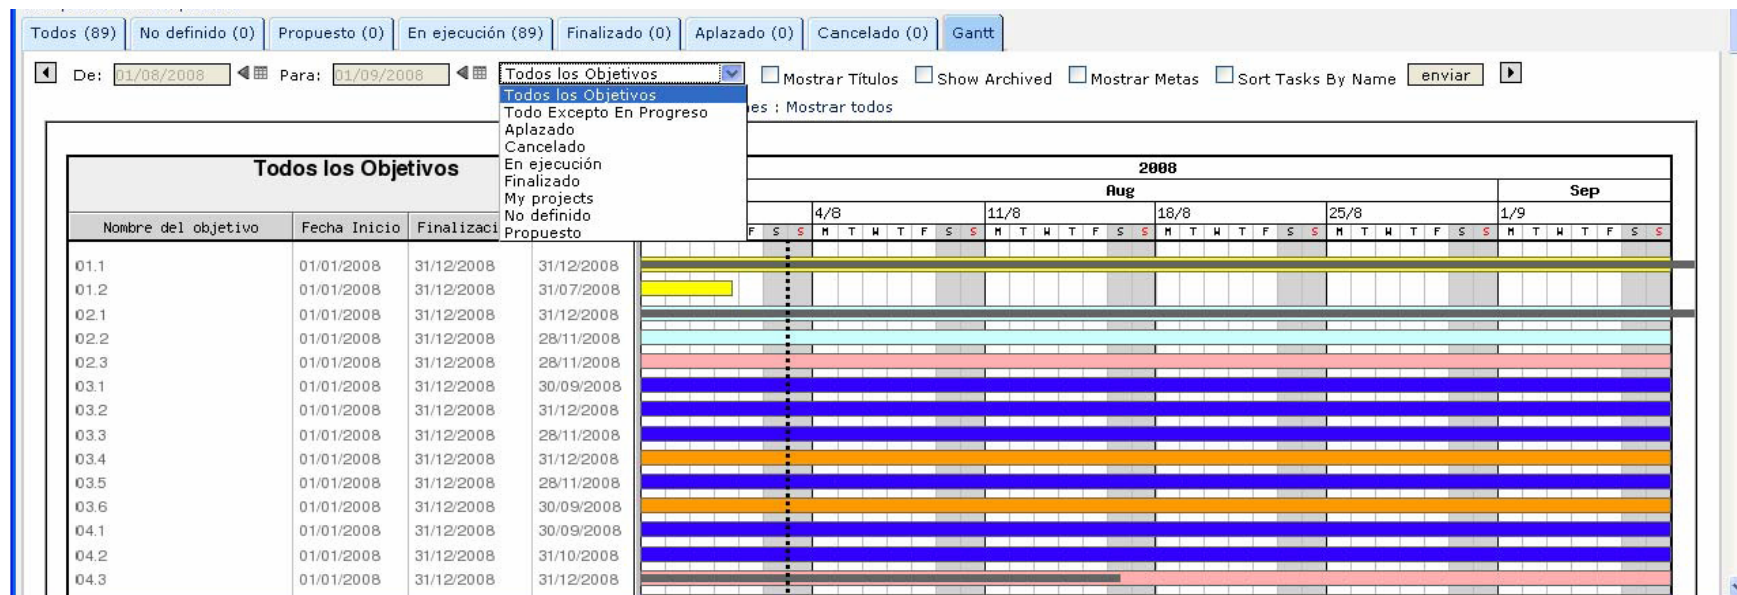 Todos (89) No definido (0) Propuesto (0) En ejecución (89) Finalizado (0) Aplazado (0) Cancelado (0) Gantt
De: 01/08/2008 Para: 01/09/2008 Todos los Objetivos Mostrar Títulos Show Archived Mostrar Metas Sort Tasks By Name enviar
Todos los Objetivos
Todo Excepto En Progreso
: Mostrar todos
Aplazado
Cancelado
En ejecución
Finalizado
My projects
No definido
Propuesto
Todos los Objetivos
2008
Aug Sep
4/8 11/8 18/8 25/8 1/9
Nombre del objetivo Fecha Inicio Finalizaci
F S S M T W T F S S M T W T F S S M T W T F S S M T W T F S S M T W T F S S
01.1 01/01/2008 31/12/2008 31/12/2008
01.2 01/01/2008 31/12/2008 31/07/2008
02.1 01/01/2008 31/12/2008 31/12/2008
02.2 01/01/2008 31/12/2008 28/11/2008
02.3 01/01/2008 31/12/2008 28/11/2008
03.1 01/01/2008 31/12/2008 30/09/2008
03.2 01/01/2008 31/12/2008 31/12/2008
03.3 01/01/2008 31/12/2008 28/11/2008
03.4 01/01/2008 31/12/2008 31/12/2008
03.5 01/01/2008 31/12/2008 28/11/2008
03.6 01/01/2008 31/12/2008 30/09/2008
04.1 01/01/2008 31/12/2008 30/09/2008
04.2 01/01/2008 31/12/2008 31/10/2008
04.3 01/01/2008 31/12/2008 31/12/2008